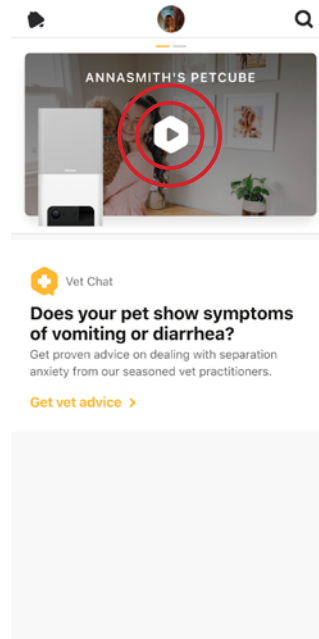 ANNASMITH'S PETCUBE
Vet Chat
Does your pet show symptoms
of vomiting or diarrhea?
Get proven advice on dealing with separation
anxiety from our seasoned vet practitioners.
Get vet advice >